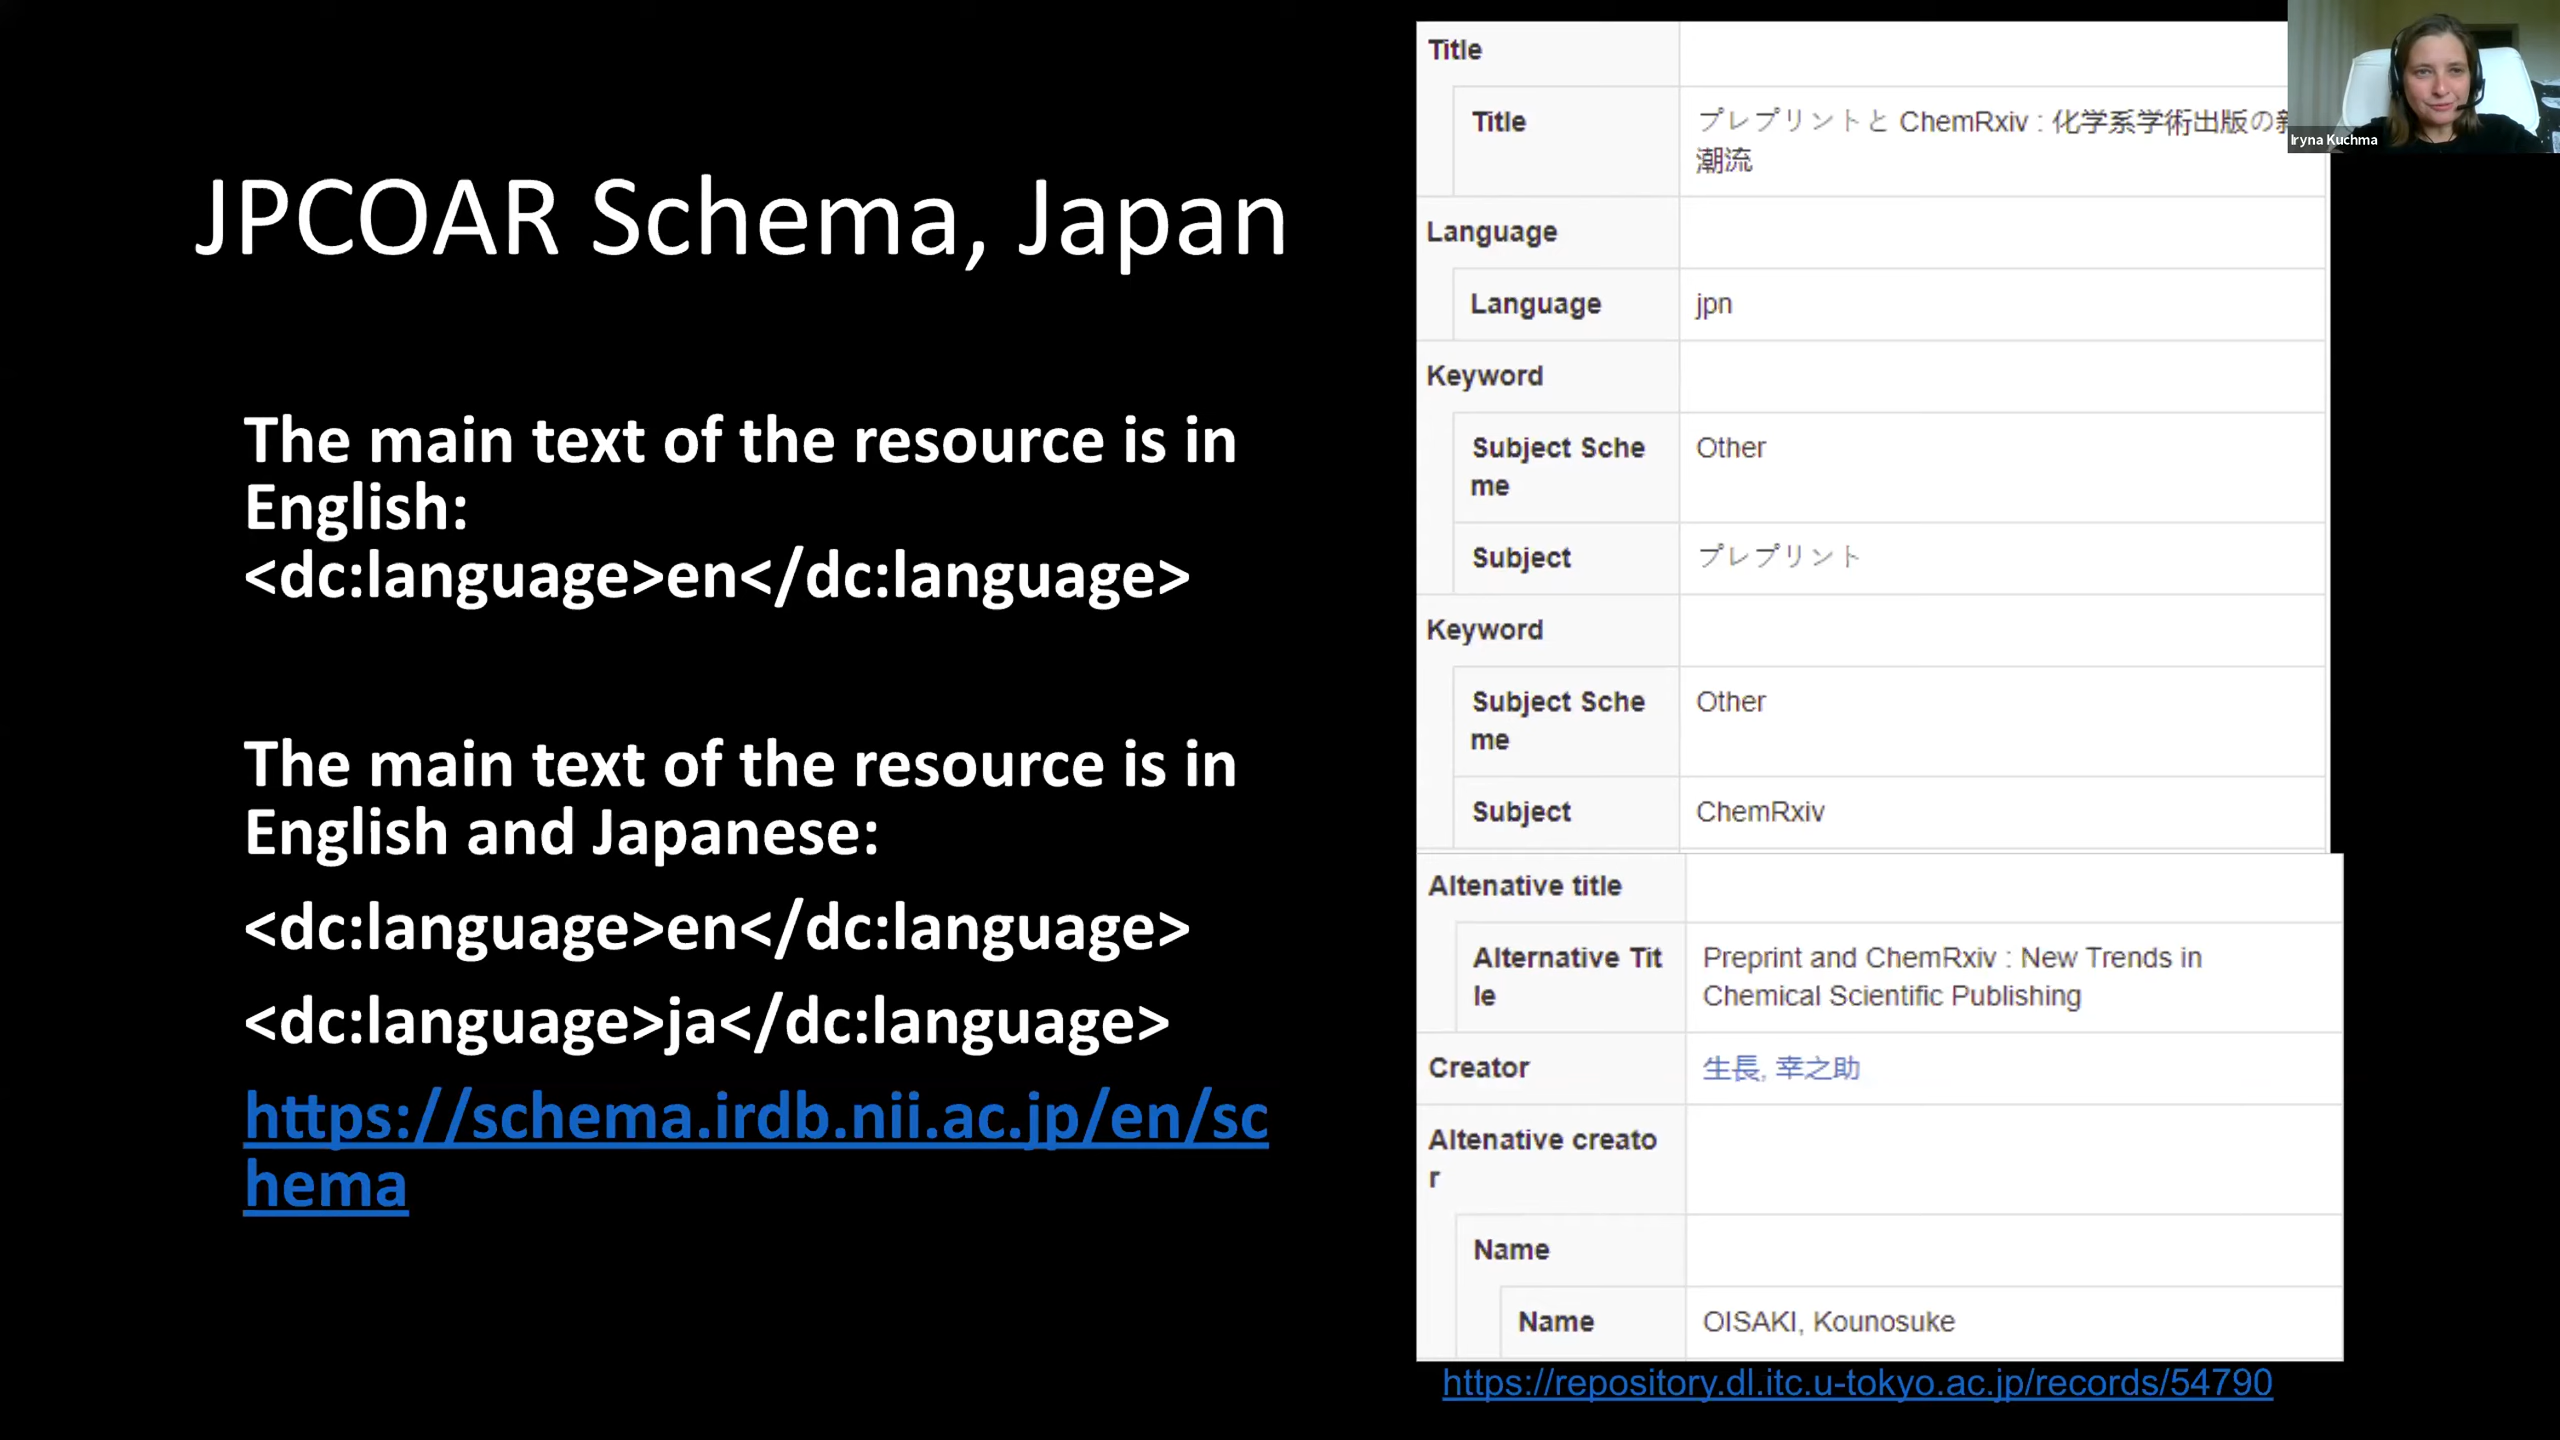 JPCOAR Schema, Japan
The main text of the resource is in
English:
<dc:language>en</dc:language>
The main text of the resource is in
English and Japanese:
<dc:language>en</dc:language>
<dc:language>ja</dc:language>
https://schema.irdb.nii.ac.jp/en/sc
hema
Title
Title
プレプリントと ChemRxiv : 化学系学術出版の
潮流
Language
Language
jpn
Keyword
Subject Sche
me
Other
Subject
プレプリント
Keyword
Subject Sche
me
Other
Subject
ChemRxiv
Altenative title
Alternative Tit
le
Preprint and ChemRxiv : New Trends in
Chemical Scientific Publishing
Creator
生長, 幸之助
Altenative creato
r
Name
Name
OISAKI, Kounosuke
https://repository.dl.itc.u-tokyo.ac.jp/records/54790
Iryna Kuchma